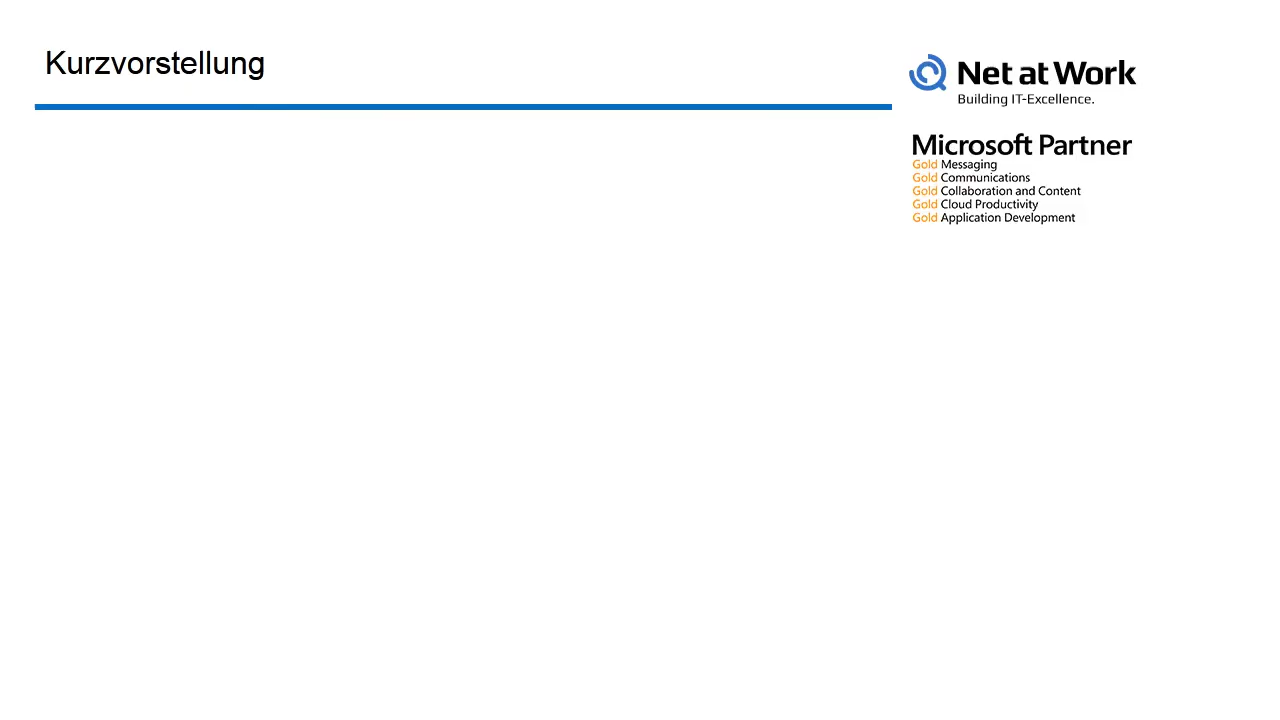 Kurzvorstellung
Net at Work
Building IT-Excellence.
Microsoft Partner
Gold Messaging
Gold Communications
Gold Collaboration and Content
Gold Cloud Productivity
Gold Application Development